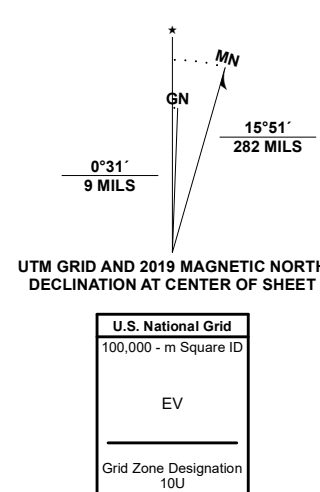 ★
MN
GN
15°51´
282 MILS
0°31´
9 MILS
UTM GRID AND 2019 MAGNETIC NORTH
DECLINATION AT CENTER OF SHEET
U.S. National Grid
100,000 - m Square ID
EV
Grid Zone Designation
10U